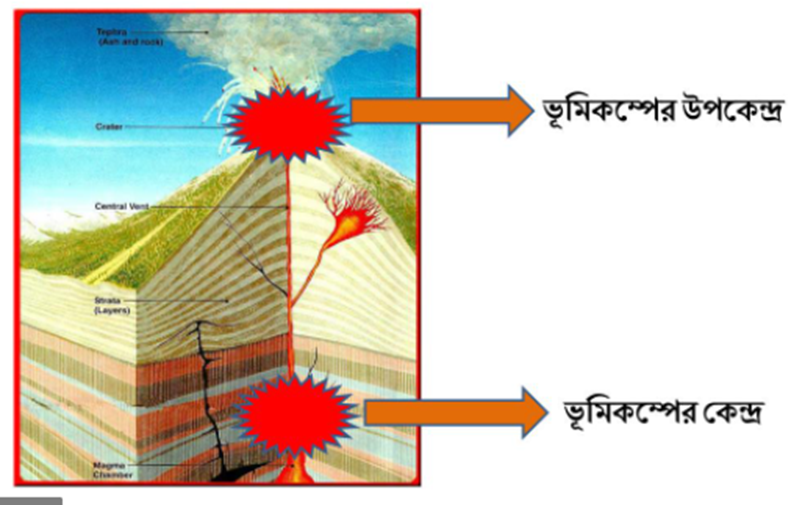 Tephra
(Ash and rock)
ভূমিকম্পের উপকেন্দ্র
Crater
Central Vent
Strata
(Layers)
ভূমিকম্পের কেন্দ্র
Magma
Chamber